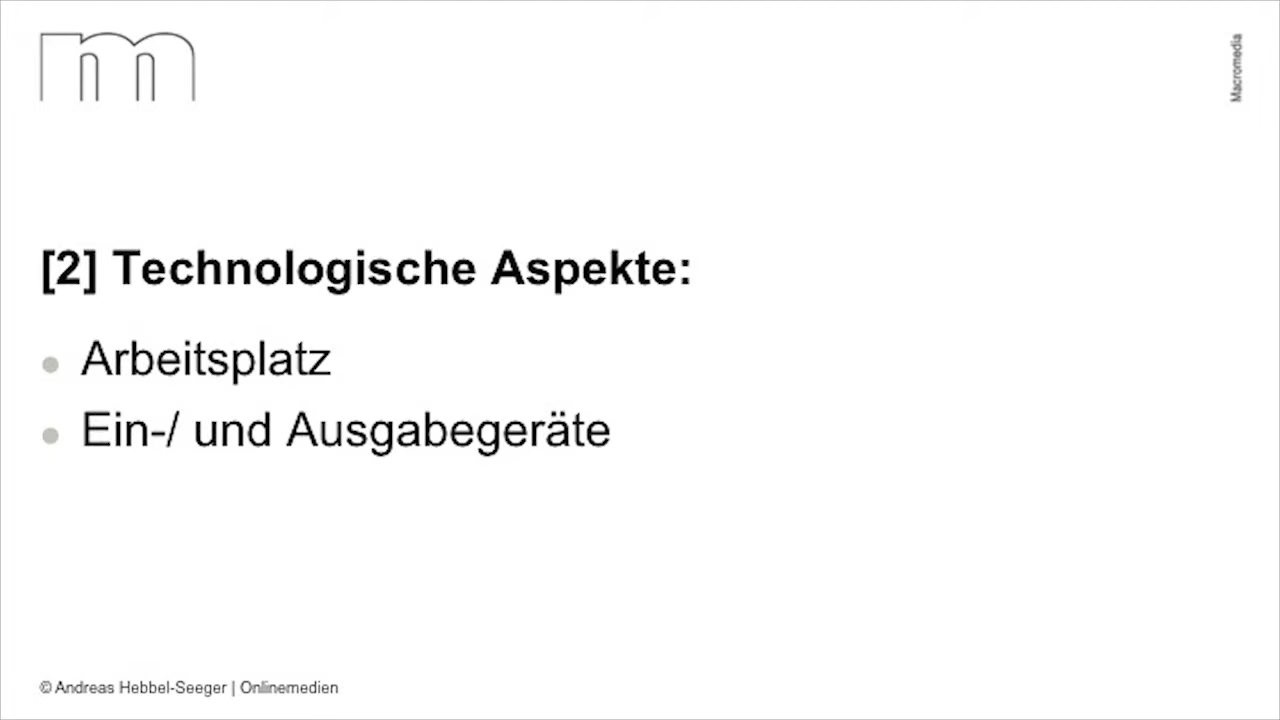 m
Macromedia
[2] Technologische Aspekte:
Arbeitsplatz
Ein-/ und Ausgabegeräte
© Andreas Hebbel-Seeger | Onlinemedien